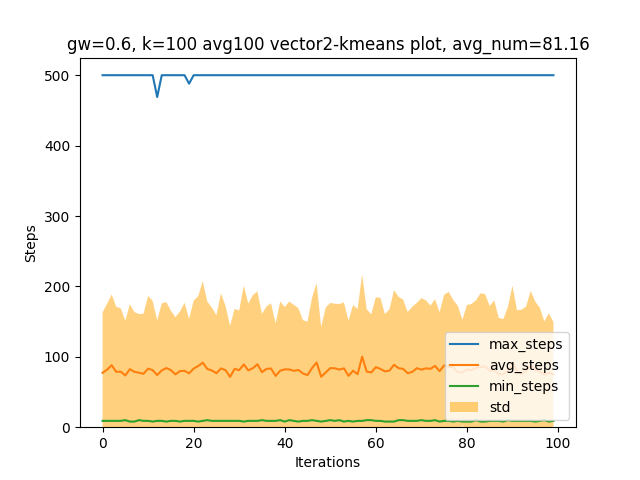 gw=0.6, k=100 avg100 vector2-kmeans plot, avg_num=81.16
500
400
300
200
100
0
Steps
max_steps
avg_steps
min_steps
std
0
20
40
60
80
100
Iterations